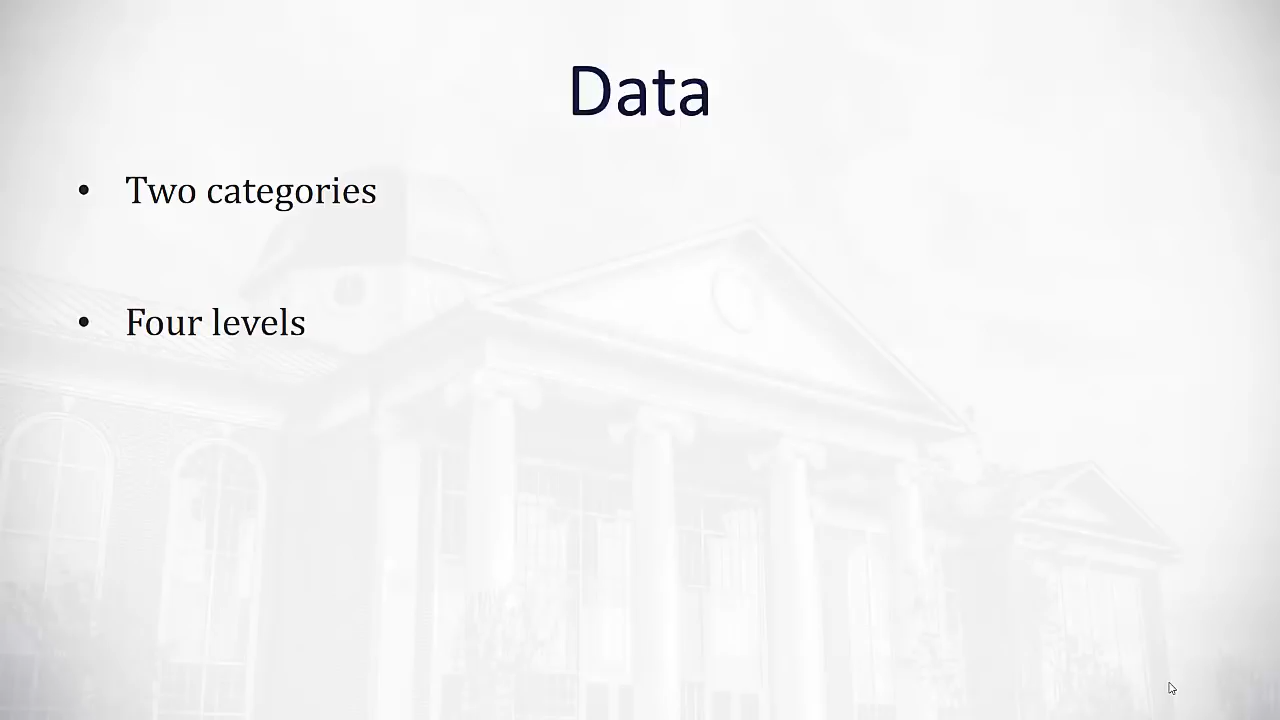 Data
• Two categories
• Four levels